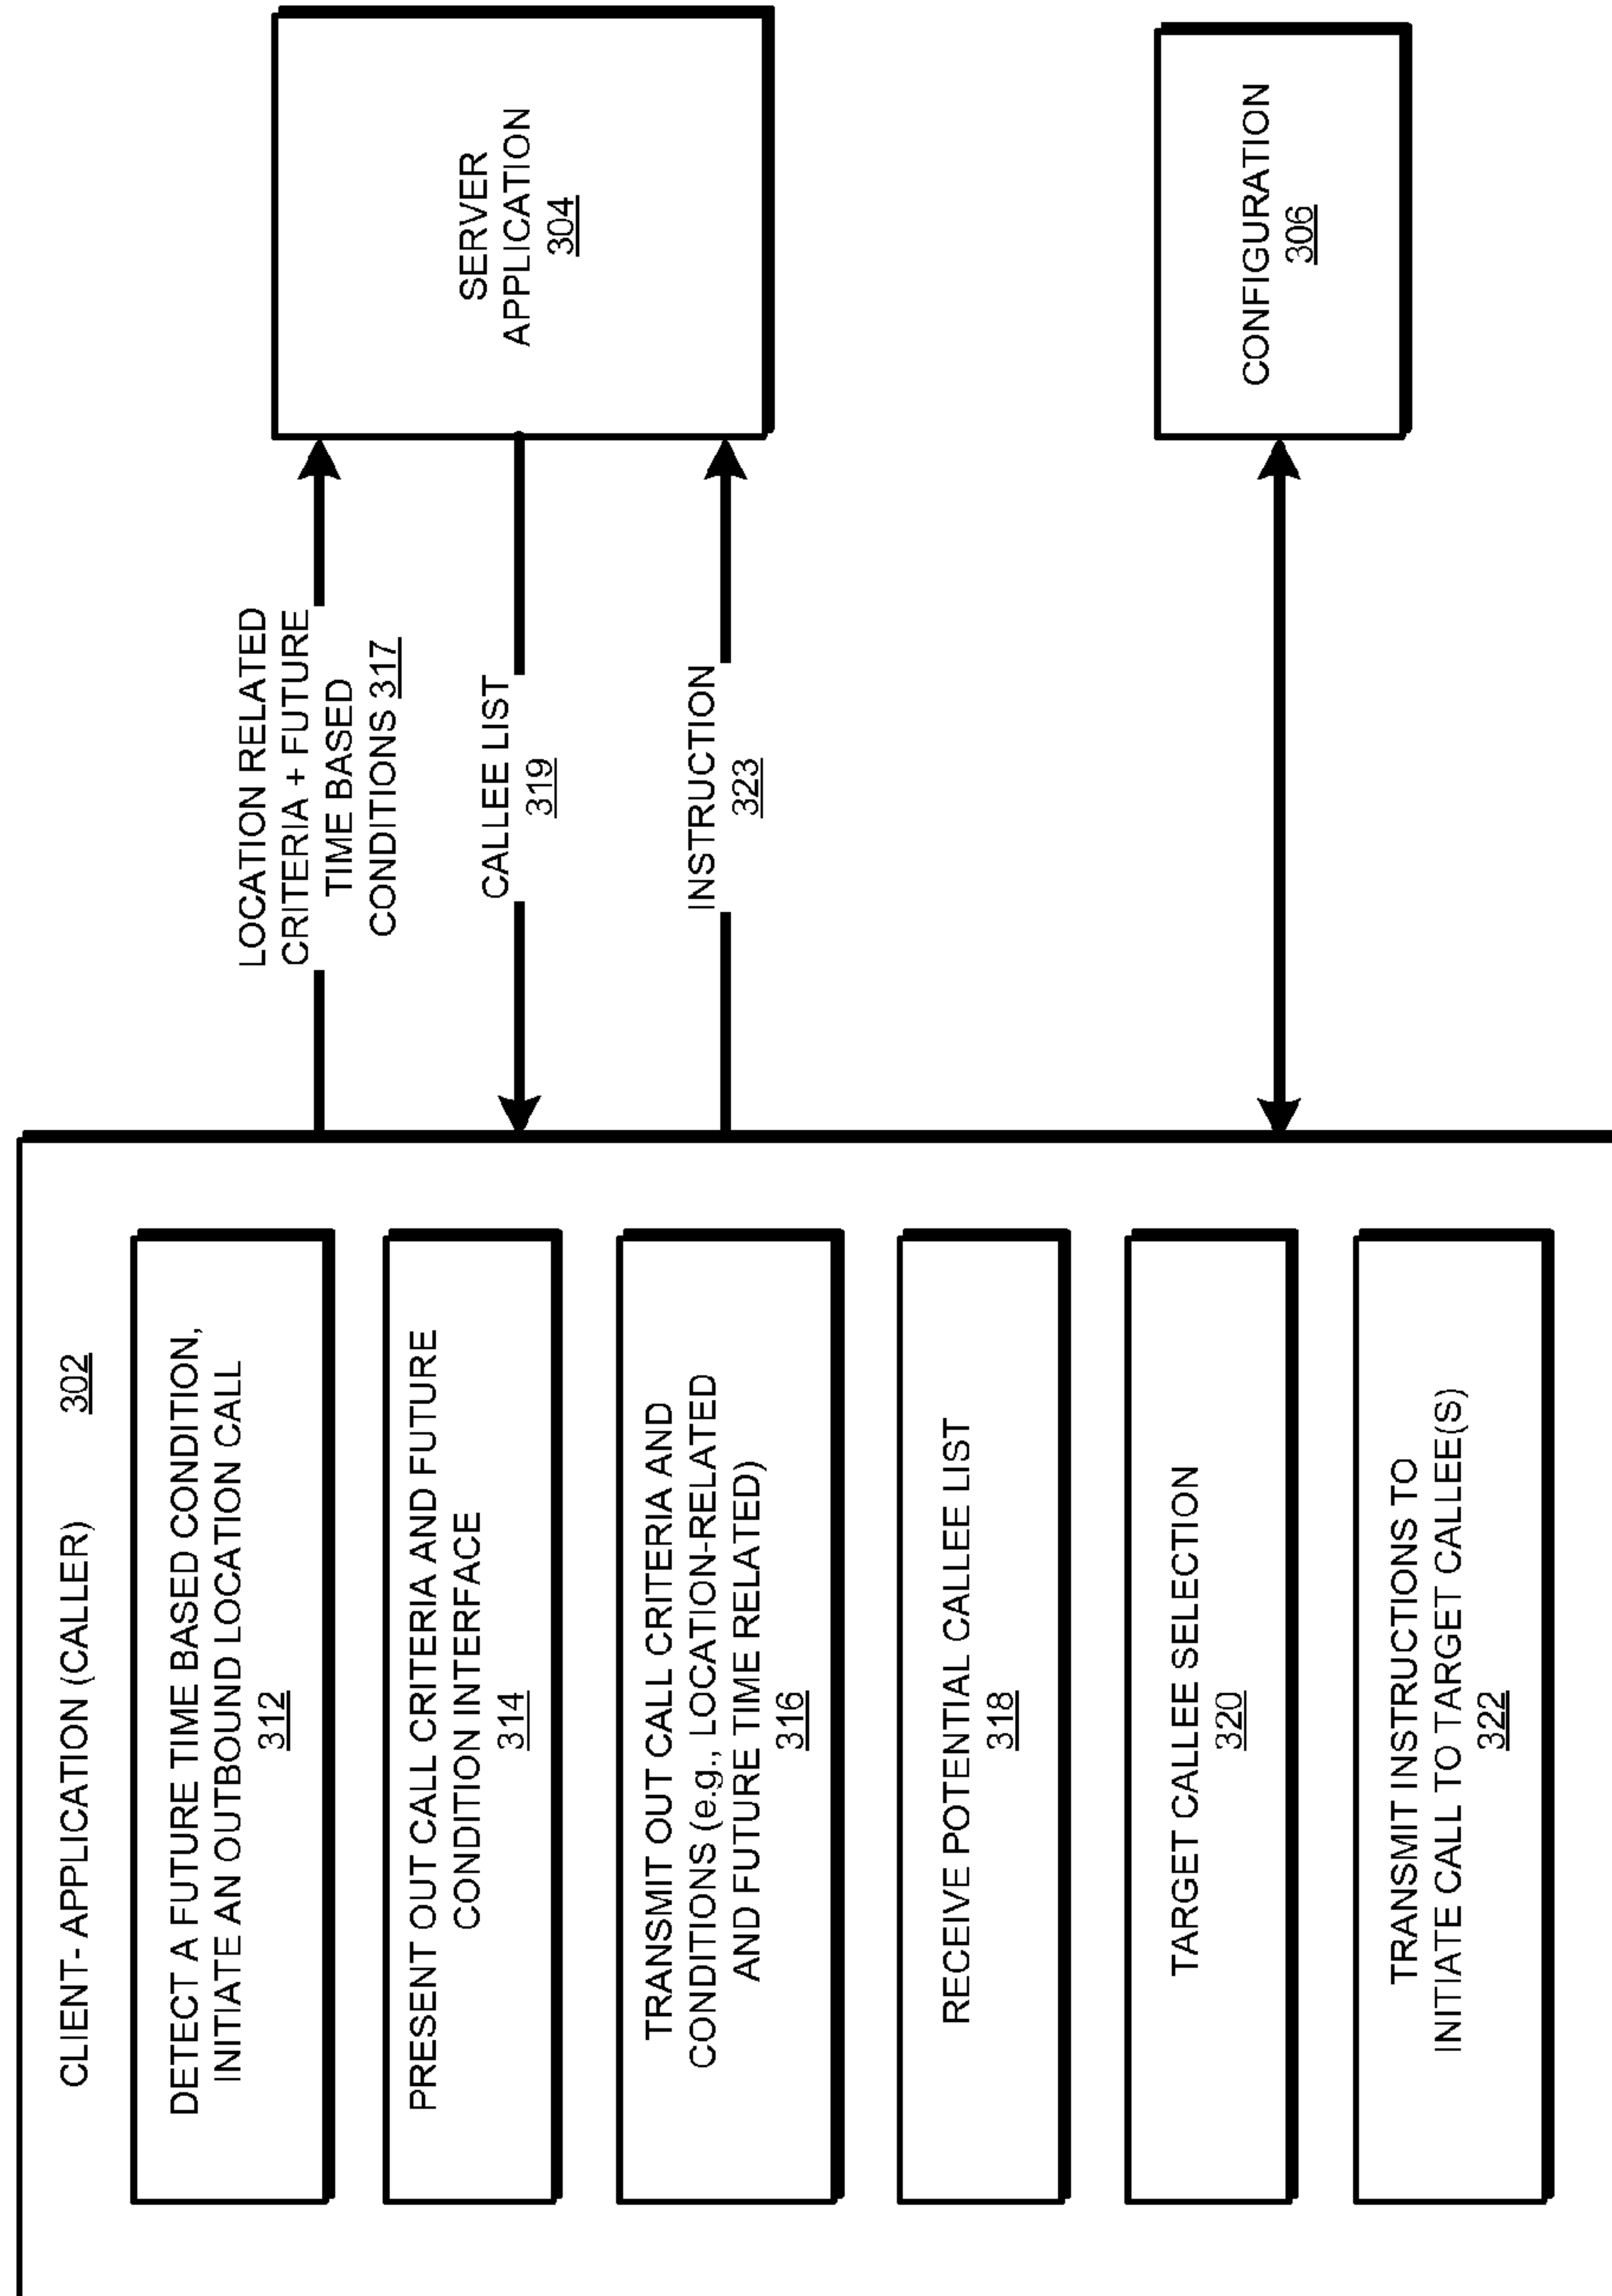 CLIENT- APPLICATION (CALLER) 302
DETECT A FUTURE TIME BASED CONDITION,
INITIATE AN OUTBOUND LOCATION CALL
312
PRESENT OUT CALL CRITERIA AND FUTURE
CONDITION INTERFACE
314
TRANSMIT OUT CALL CRITERIA AND
CONDITIONS (e.g., LOCATION-RELATED
AND FUTURE TIME RELATED)
316
RECEIVE POTENTIAL CALLEE LIST
318
TARGET CALLEE SELECTION
320
TRANSMIT INSTRUCTIONS TO
INITIATE CALL TO TARGET CALLEE(S)
322
LOCATION RELATED
CRITERIA + FUTURE
TIME BASED
CONDITIONS 317
CALLEE LIST
319
INSTRUCTION
323
SERVER
APPLICATION
304
CONFIGURATION
306